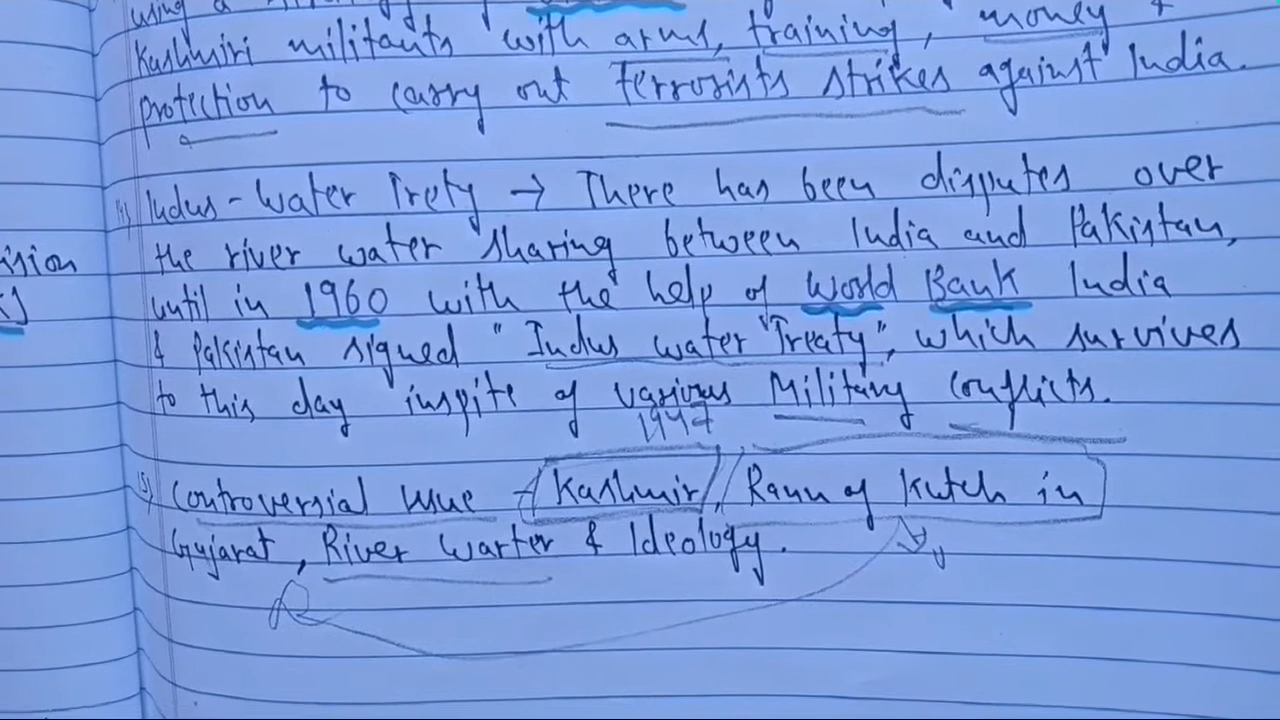 using a
Kashmiri militants with arms, training, money &
protection to carry out terrorists strikes against India.
Indus-Water Trety → There has been disputes over
the river water sharing between India and Pakistan,
ision
until in 1960 with the help of World Bank India
& Pakistan signed "Indus water Treaty", which survives
to this day inspite of various Military Conflicts.
1947
5) Controversial issue - Kashmir, Rann of Kutch in
Gujarat, River Warter & Ideology.